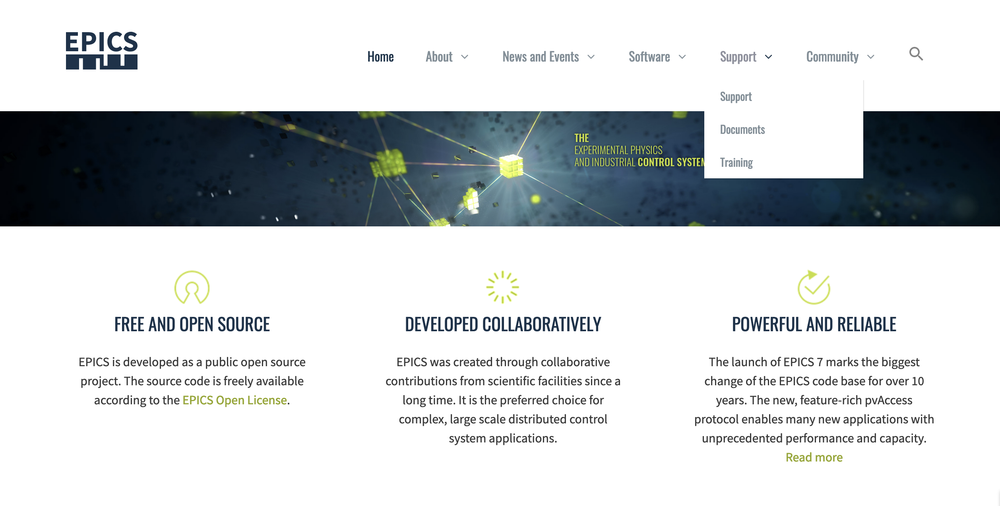 EPICS
Home About News and Events Software Support Community
Support
Documents
Training
THE
EXPERIMENTAL PHYSICS
AND INDUSTRIAL CONTROL
FREE AND OPEN SOURCE
EPICS is developed as a public open source
project. The source code is freely available
according to the EPICS Open License.
DEVELOPED COLLABORATIVELY
EPICS was created through collaborative
contributions from scientific facilities since a
long time. It is the preferred choice for
complex, large scale distributed control
system applications.
POWERFUL AND RELIABLE
The launch of EPICS 7 marks the biggest
change of the EPICS code base for over 10
years. The new, feature-rich pvAccess
protocol enables many new applications with
unprecedented performance and capacity.
Read more